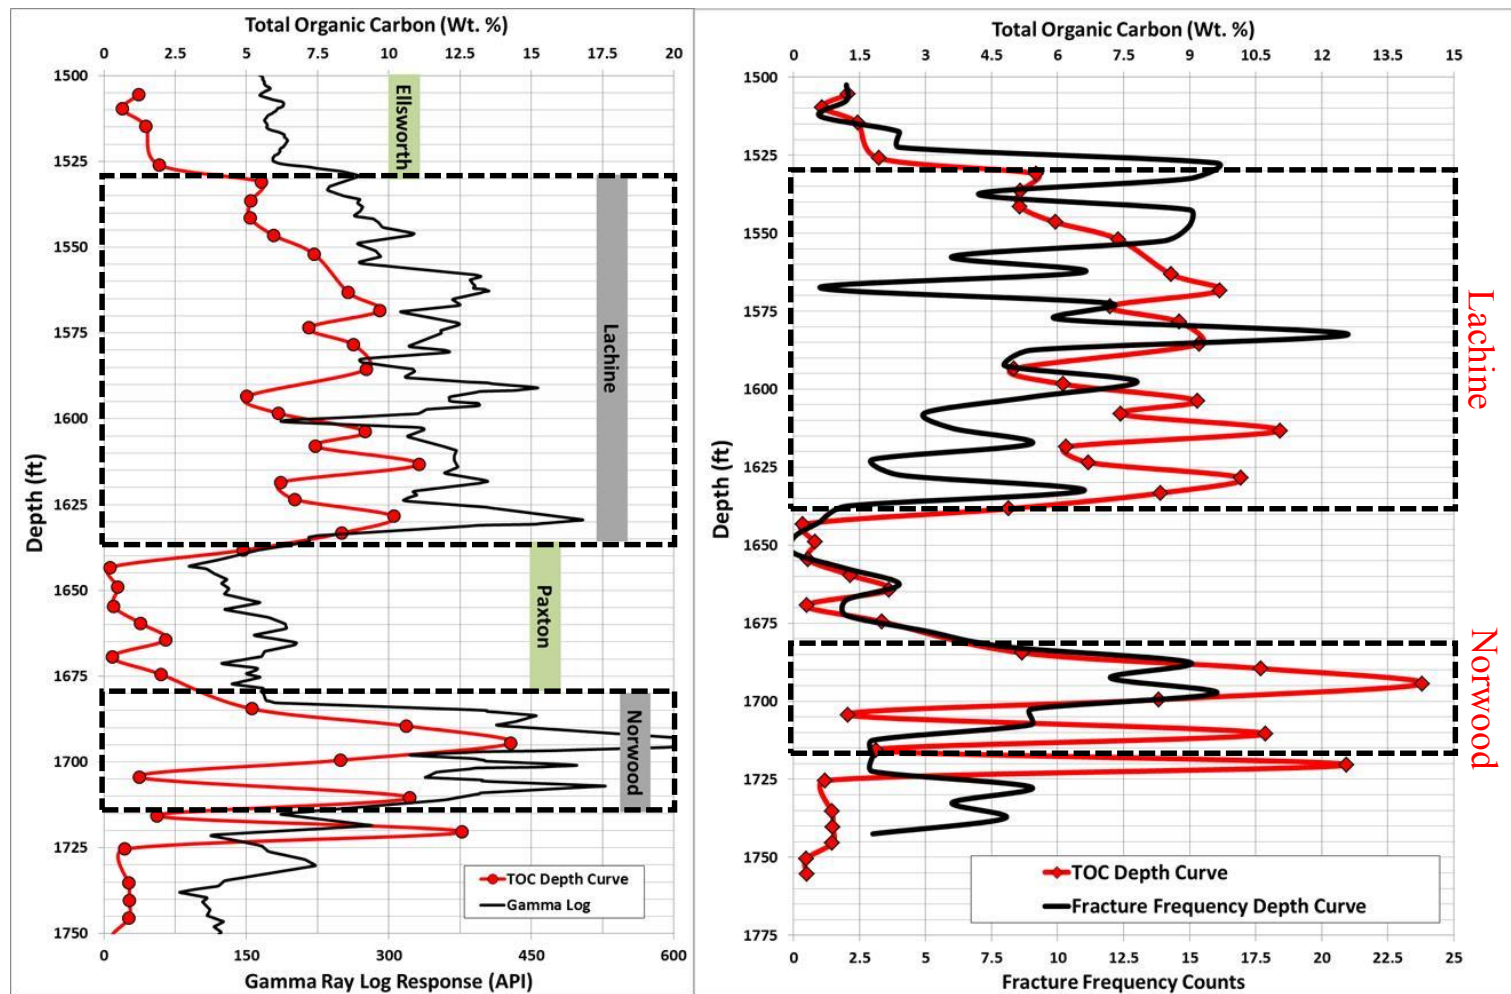 Total Organic Carbon (Wt. %)
0 2.5 5 7.5 10 12.5 15 17.5 20
1500
1525
1550
1575
1600
1625
1650
1675
1700
1725
1750
Depth (ft)
Ellsworth
Lachine
Paxton
Norwood
TOC Depth Curve
Gamma Log
0 150 300 450 600
Gamma Ray Log Response (API)
Total Organic Carbon (Wt. %)
0 1.5 3 4.5 6 7.5 9 10.5 12 13.5 15
1500
1525
1550
1575
1600
1625
1650
1675
1700
1725
1750
1775
Depth (ft)
Lachine
Norwood
TOC Depth Curve
Fracture Frequency Depth Curve
0 2.5 5 7.5 10 12.5 15 17.5 20 22.5 25
Fracture Frequency Counts